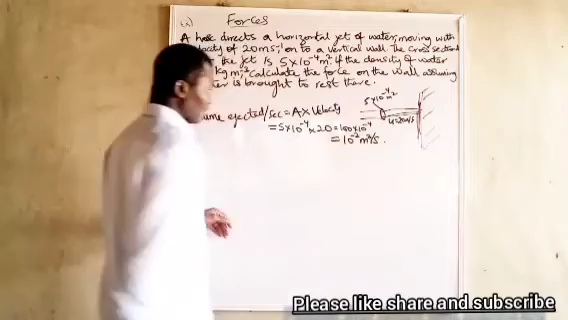 Forces
A hose directs a horizontal jet of water, moving with
of 20ms⁻¹ on to a vertical wall. The cross section
the jet is 5×10⁻⁴m². If the density of water
kg m⁻³, calculate the force on the wall assuming
is brought to rest there.
5×10⁻⁴m²
u=20m/s
ejected/sec = A × Velocity
= 5×10⁻⁴ × 20 = 100×10⁻⁴
= 10⁻² m³/s.
Please like share and subscribe